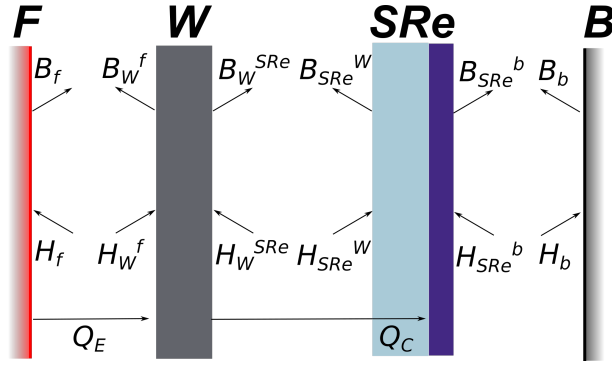 F W SRe B
B_f B_W^f B_W^SRe B_SRe^W B_SRe^b B_b
H_f H_W^f H_W^SRe H_SRe^W H_SRe^b H_b
Q_E Q_C